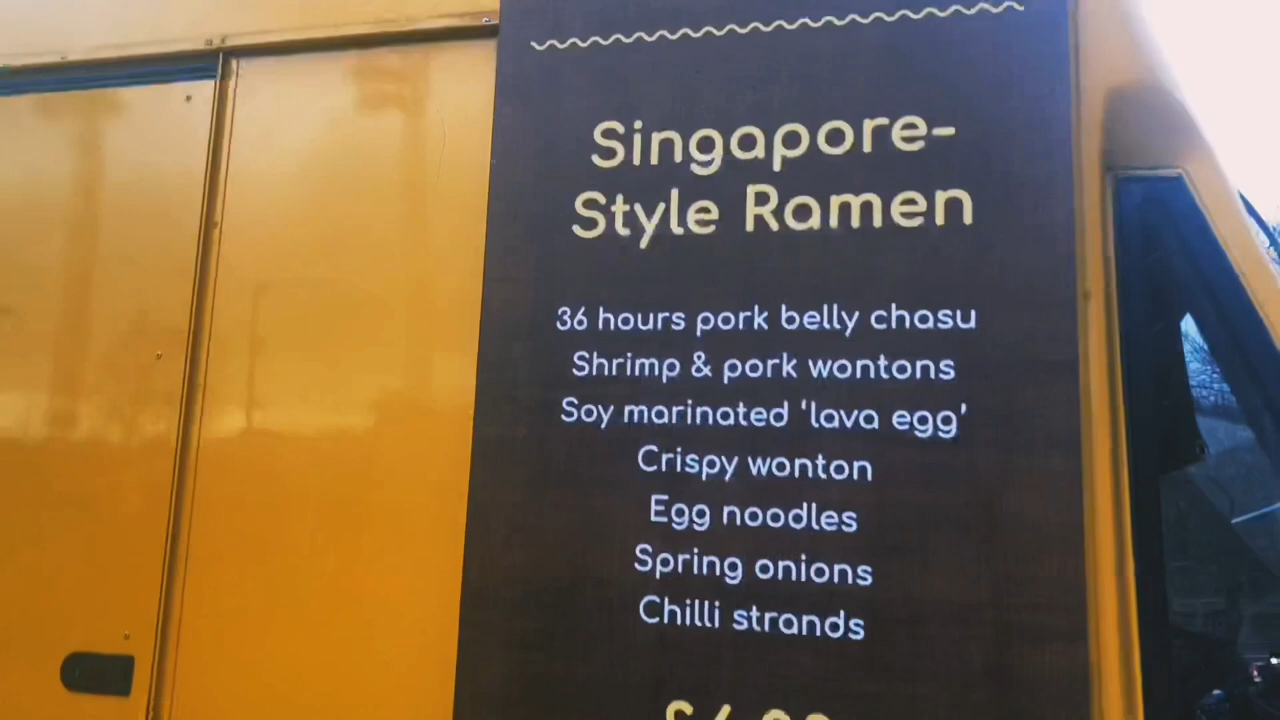 Singapore-
Style Ramen
36 hours pork belly chasu
Shrimp & pork wontons
Soy marinated ‘lava egg’
Crispy wonton
Egg noodles
Spring onions
Chilli strands